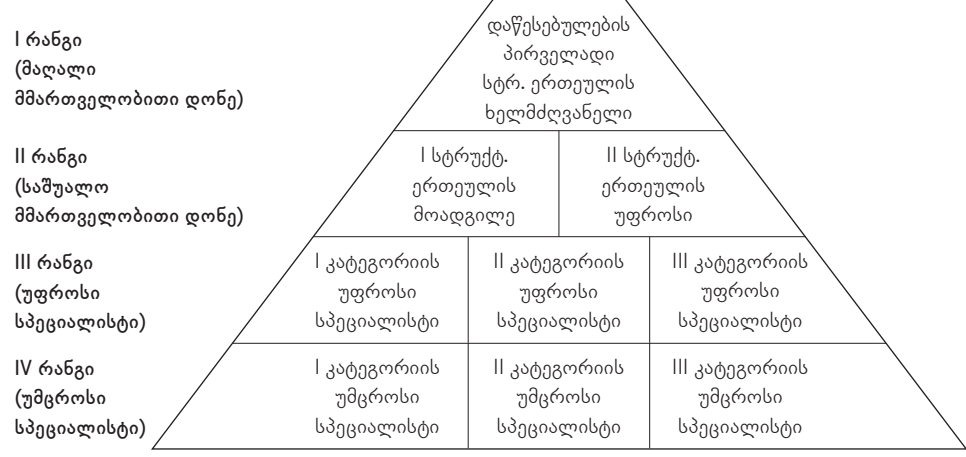 I რანგი
(მაღალი
მმართველობითი დონე)
დაწესებულების
პირველადი
სტრ. ერთეულის
ხელმძღვანელი
II რანგი
(საშუალო
მმართველობითი დონე)
I სტრუქტ.
ერთეულის
მოადგილე
II სტრუქტ.
ერთეულის
უფროსი
III რანგი
(უფროსი
სპეციალისტი)
I კატეგორიის
უფროსი
სპეციალისტი
II კატეგორიის
უფროსი
სპეციალისტი
III კატეგორიის
უფროსი
სპეციალისტი
IV რანგი
(უმცროსი
სპეციალისტი)
I კატეგორიის
უმცროსი
სპეციალისტი
II კატეგორიის
უმცროსი
სპეციალისტი
III კატეგორიის
უმცროსი
სპეციალისტი